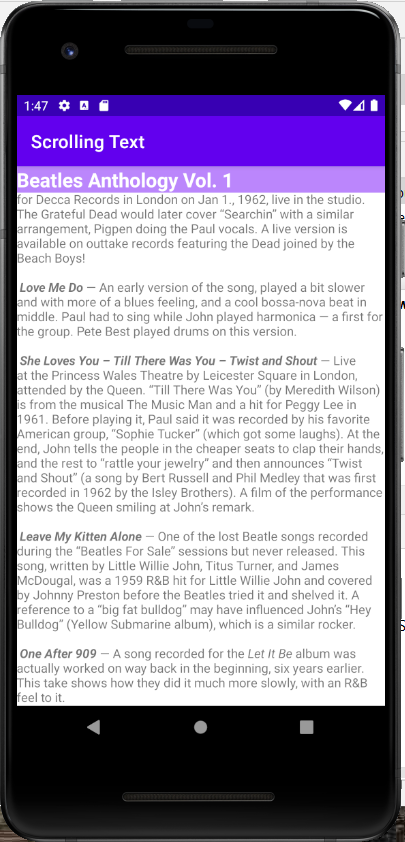 1:47
Scrolling Text
Beatles Anthology Vol. 1
for Decca Records in London on Jan 1., 1962, live in the studio.
The Grateful Dead would later cover “Searchin” with a similar
arrangement, Pigpen doing the Paul vocals. A live version is
available on outtake records featuring the Dead joined by the
Beach Boys!
Love Me Do — An early version of the song, played a bit slower
and with more of a blues feeling, and a cool bossa-nova beat in
middle. Paul had to sing while John played harmonica — a first for
the group. Pete Best played drums on this version.
She Loves You – Till There Was You – Twist and Shout — Live
at the Princess Wales Theatre by Leicester Square in London,
attended by the Queen. “Till There Was You” (by Meredith Wilson)
is from the musical The Music Man and a hit for Peggy Lee in
1961. Before playing it, Paul said it was recorded by his favorite
American group, “Sophie Tucker” (which got some laughs). At the
end, John tells the people in the cheaper seats to clap their hands,
and the rest to “rattle your jewelry” and then announces “Twist
and Shout” (a song by Bert Russell and Phil Medley that was first
recorded in 1962 by the Isley Brothers). A film of the performance
shows the Queen smiling at John’s remark.
Leave My Kitten Alone — One of the lost Beatle songs recorded
during the “Beatles For Sale” sessions but never released. This
song, written by Little Willie John, Titus Turner, and James
McDougal, was a 1959 R&B hit for Little Willie John and covered
by Johnny Preston before the Beatles tried it and shelved it. A
reference to a “big fat bulldog” may have influenced John’s “Hey
Bulldog” (Yellow Submarine album), which is a similar rocker.
One After 909 — A song recorded for the Let It Be album was
actually worked on way back in the beginning, six years earlier.
This take shows how they did it much more slowly, with an R&B
feel to it.